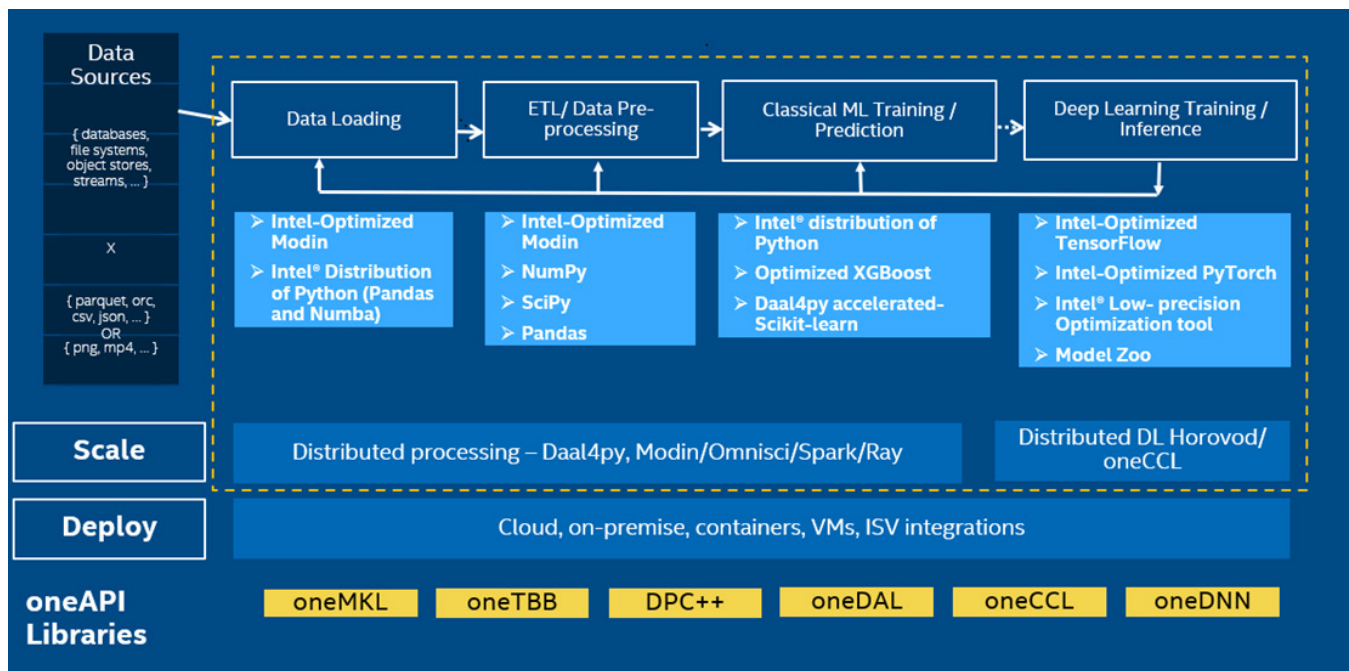 Data
Sources
{ databases,
file systems,
object stores,
streams, ... }
X
{ parquet, orc,
csv, json, ... }
OR
{ png, mp4, ... }
Data Loading
ETL/ Data Pre-
processing
Classical ML Training /
Prediction
Deep Learning Training /
Inference
➢ Intel-Optimized
Modin
➢ Intel® Distribution
of Python (Pandas
and Numba)
➢ Intel-Optimized
Modin
➢ NumPy
➢ SciPy
➢ Pandas
➢ Intel® distribution of
Python
➢ Optimized XGBoost
➢ Daal4py accelerated-
Scikit-learn
➢ Intel-Optimized
TensorFlow
➢ Intel-Optimized PyTorch
➢ Intel® Low- precision
Optimization tool
➢ Model Zoo
Scale
Distributed processing – Daal4py, Modin/Omnisci/Spark/Ray
Distributed DL Horovod/
oneCCL
Deploy
Cloud, on-premise, containers, VMs, ISV integrations
oneAPI
Libraries
oneMKL
oneTBB
DPC++
oneDAL
oneCCL
oneDNN